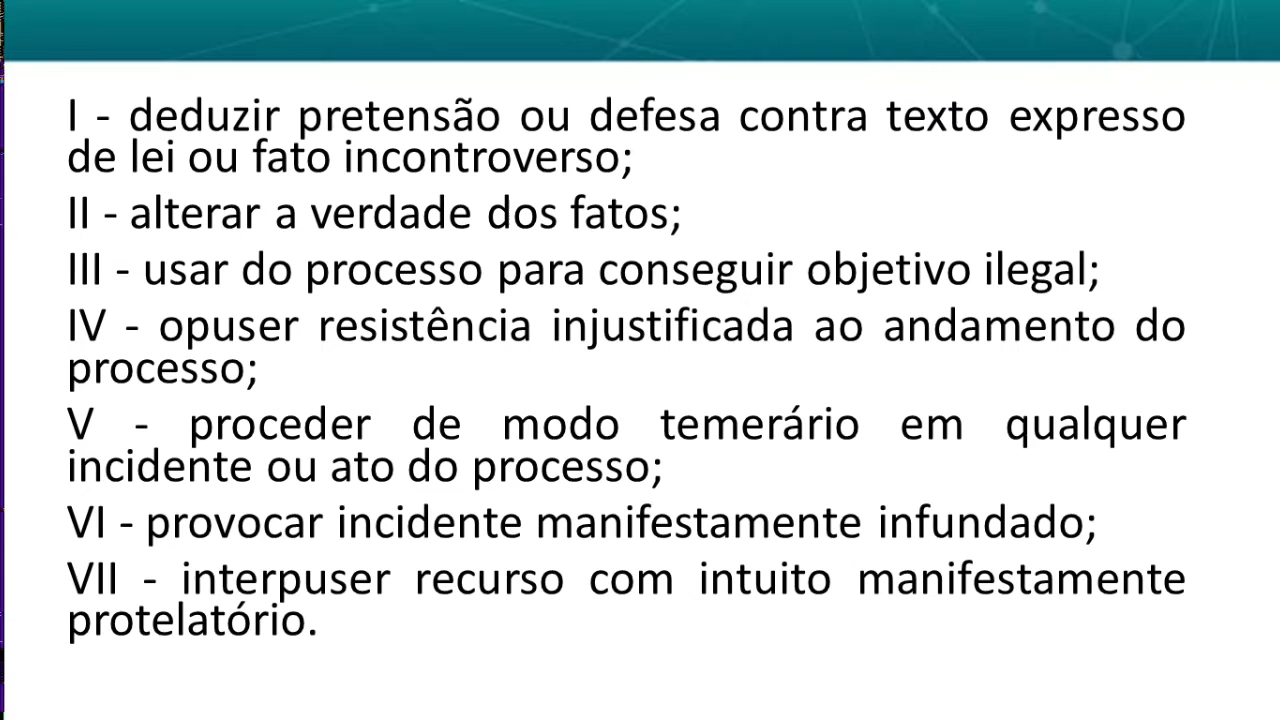 I - deduzir pretensão ou defesa contra texto expresso
de lei ou fato incontroverso;
II - alterar a verdade dos fatos;
III - usar do processo para conseguir objetivo ilegal;
IV - opuser resistência injustificada ao andamento do
processo;
V - proceder de modo temerário em qualquer
incidente ou ato do processo;
VI - provocar incidente manifestamente infundado;
VII - interpuser recurso com intuito manifestamente
protelatório.